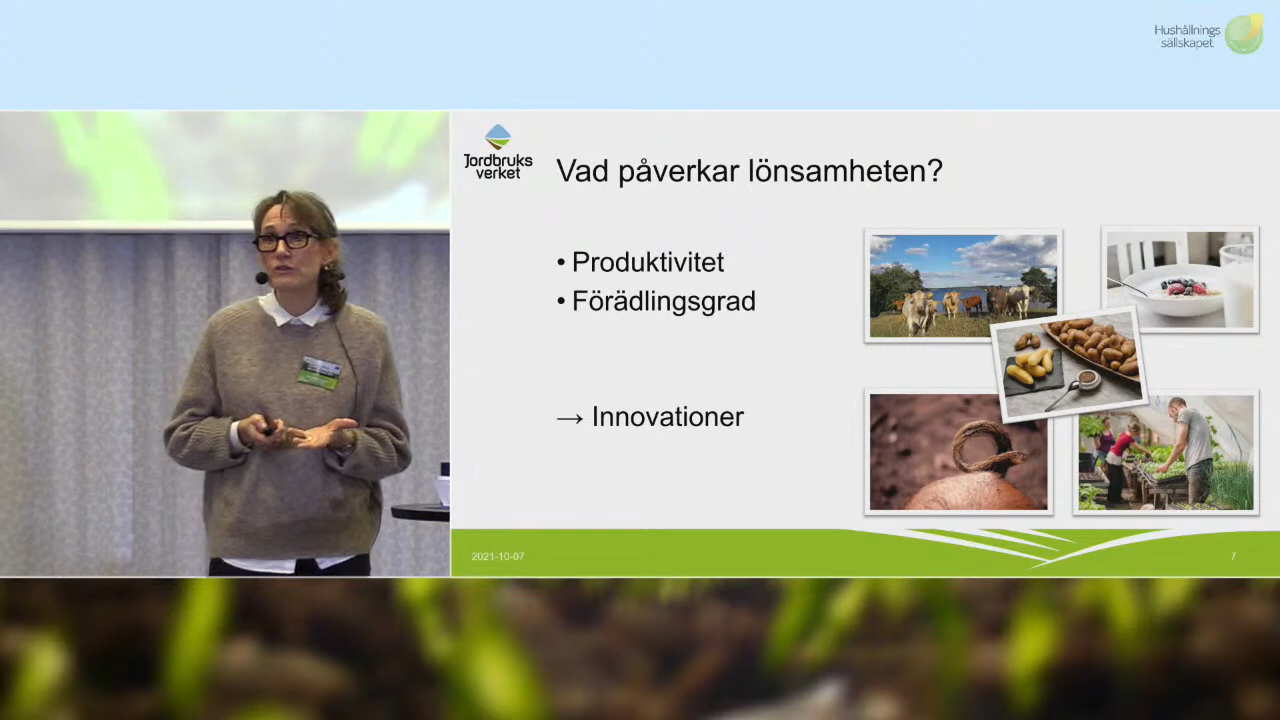 Hushållnings
sällskapet
Jordbruks
verket
Vad påverkar lönsamheten?
• Produktivitet
• Förädlingsgrad
→ Innovationer
2021-10-07
7